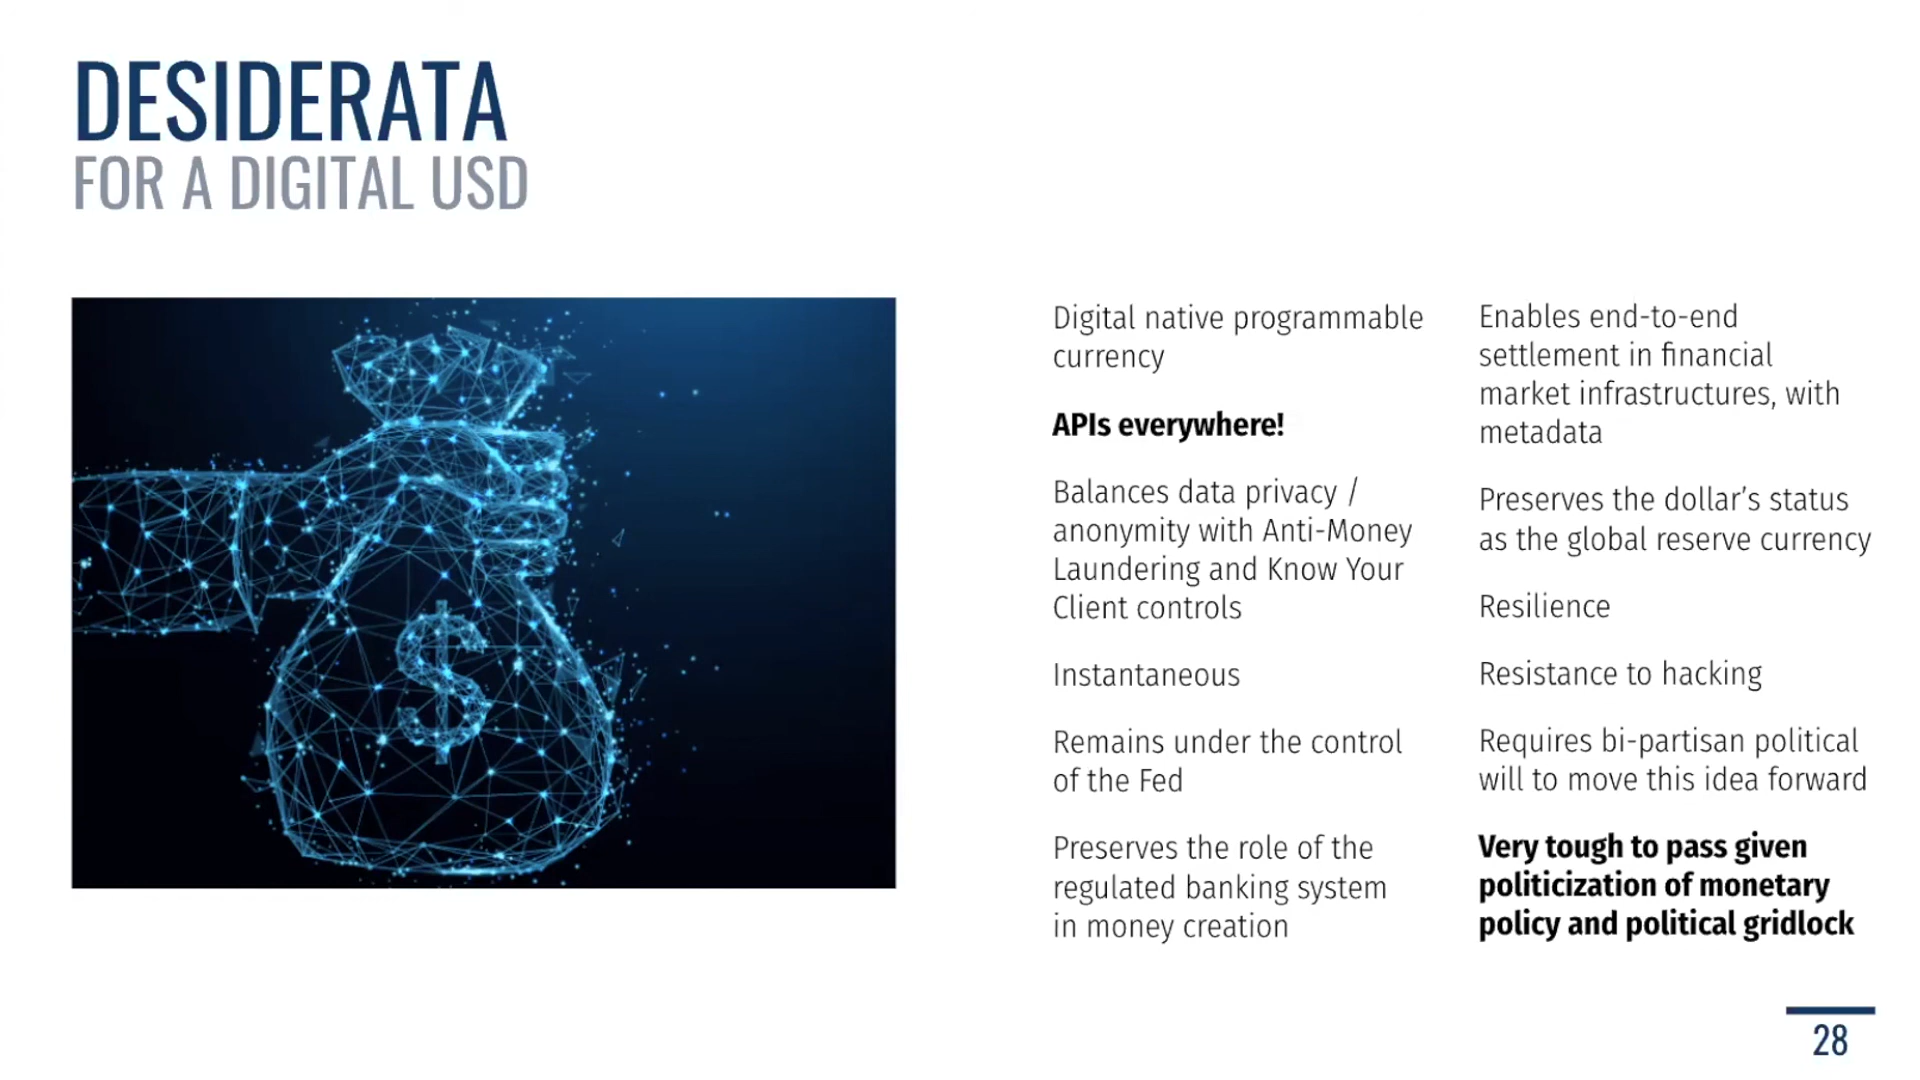 DESIDERATA
FOR A DIGITAL USD
$
Digital native programmable
currency
APIs everywhere!
Balances data privacy /
anonymity with Anti-Money
Laundering and Know Your
Client controls
Instantaneous
Remains under the control
of the Fed
Preserves the role of the
regulated banking system
in money creation
Enables end-to-end
settlement in financial
market infrastructures, with
metadata
Preserves the dollar’s status
as the global reserve currency
Resilience
Resistance to hacking
Requires bi-partisan political
will to move this idea forward
Very tough to pass given
politicization of monetary
policy and political gridlock
28